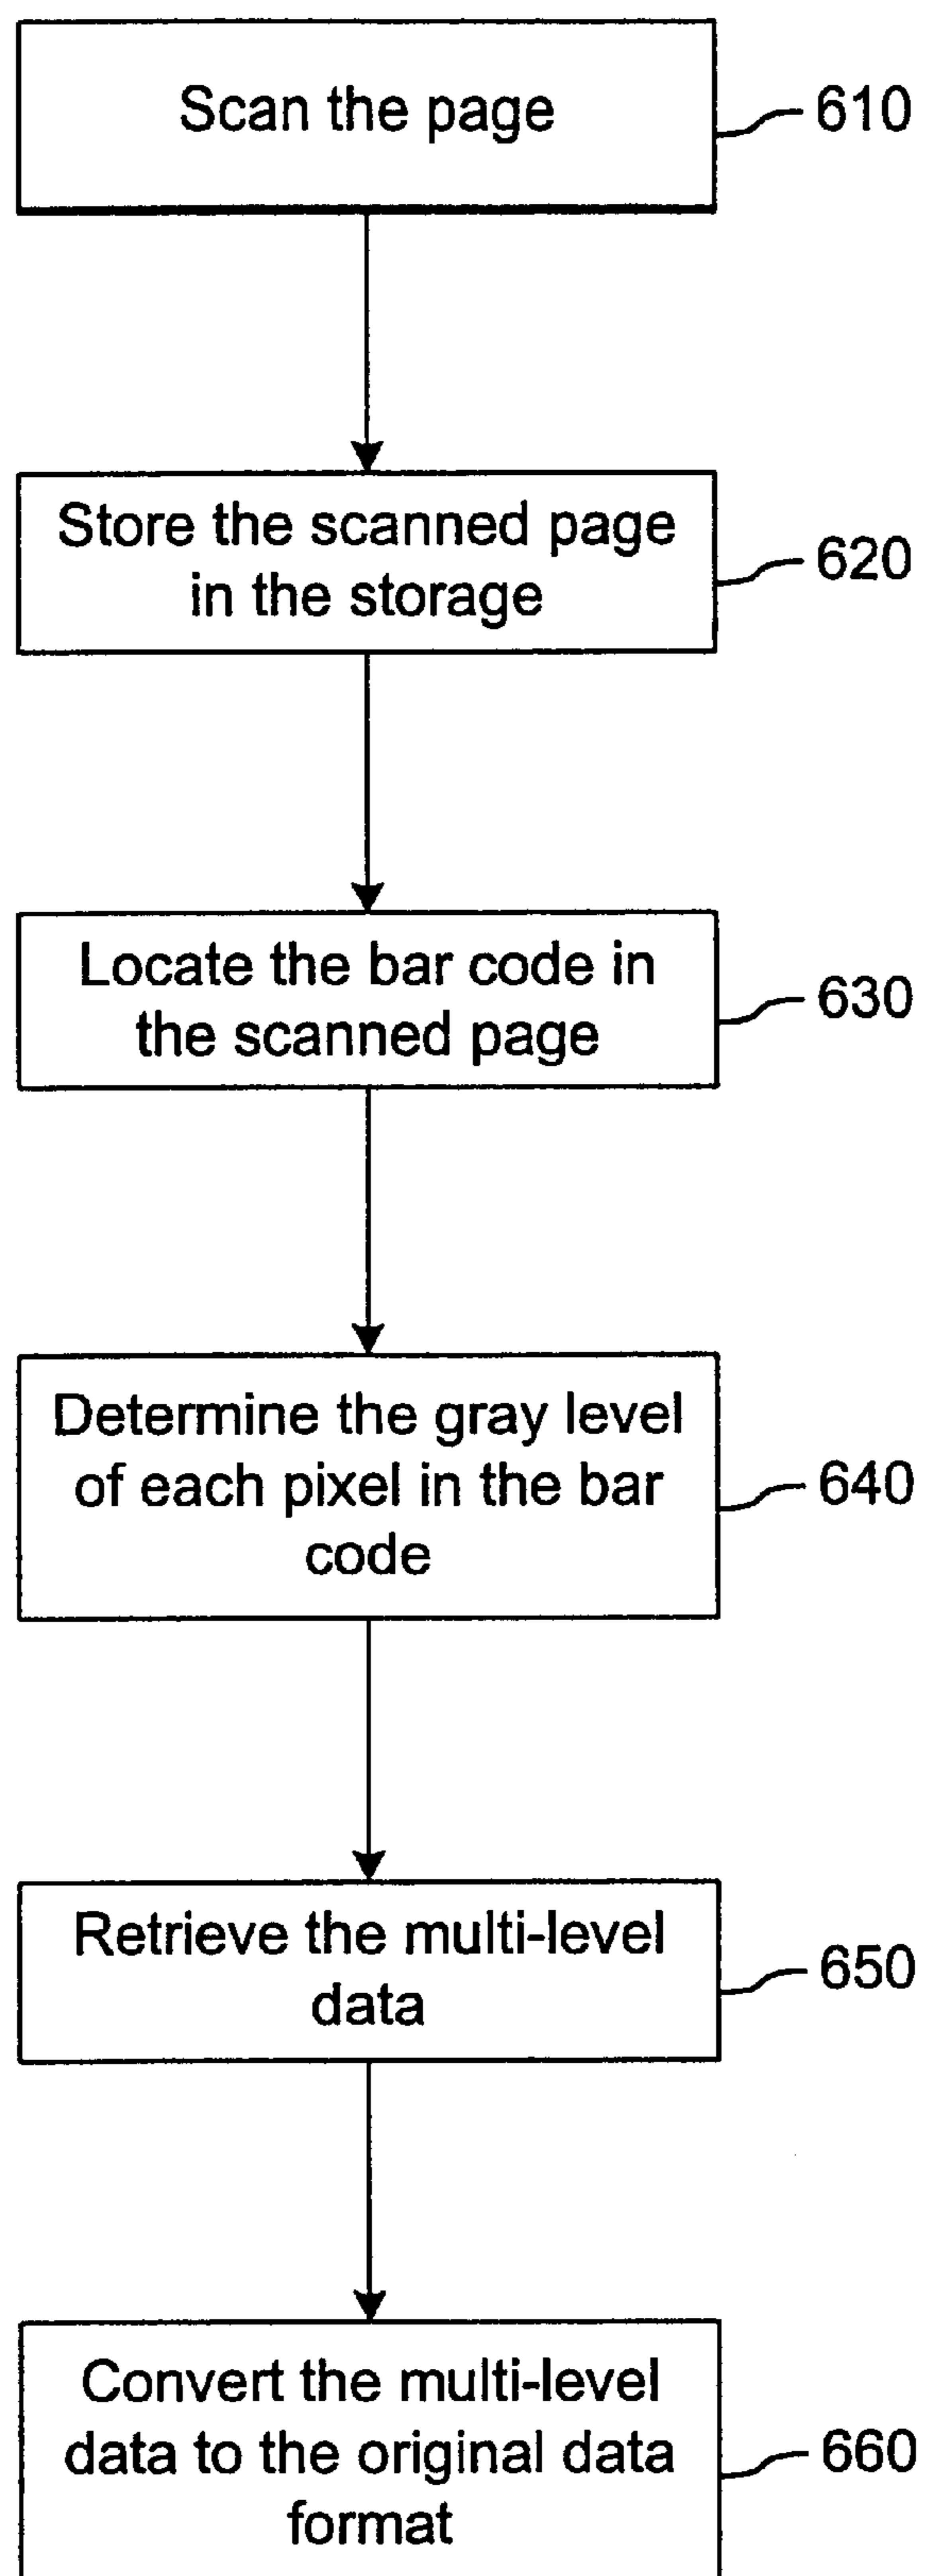 Scan the page
610
Store the scanned page
in the storage
620
Locate the bar code in
the scanned page
630
Determine the gray level
of each pixel in the bar
code
640
Retrieve the multi-level
data
650
Convert the multi-level
data to the original data
format
660